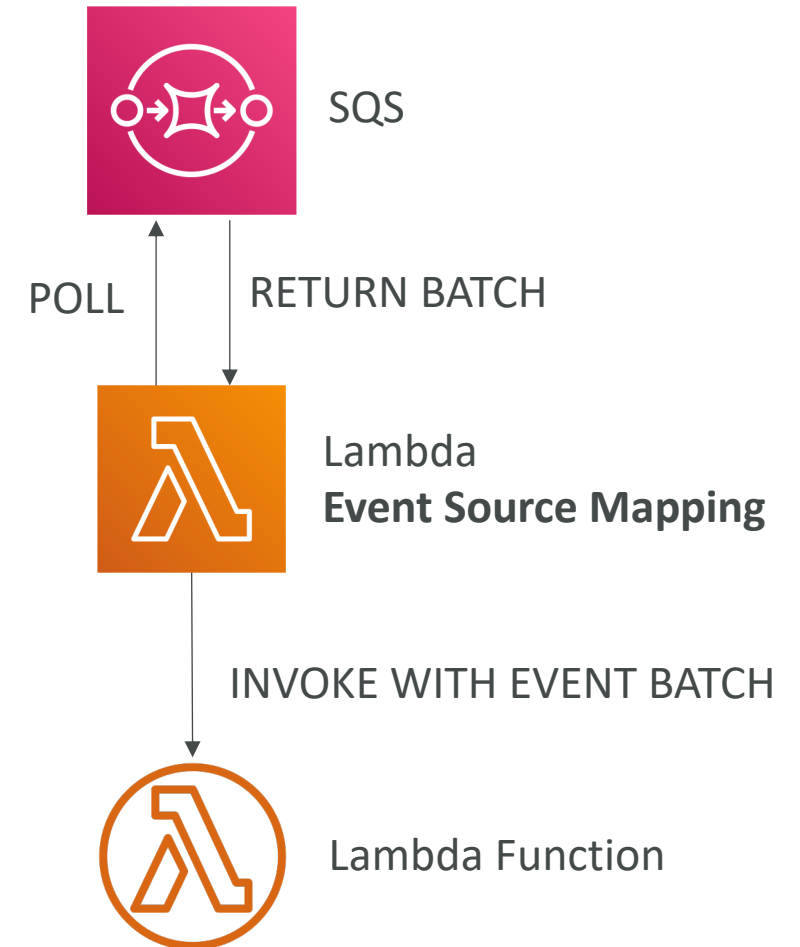 SQS
POLL
RETURN BATCH
Lambda
Event Source Mapping
INVOKE WITH EVENT BATCH
Lambda Function